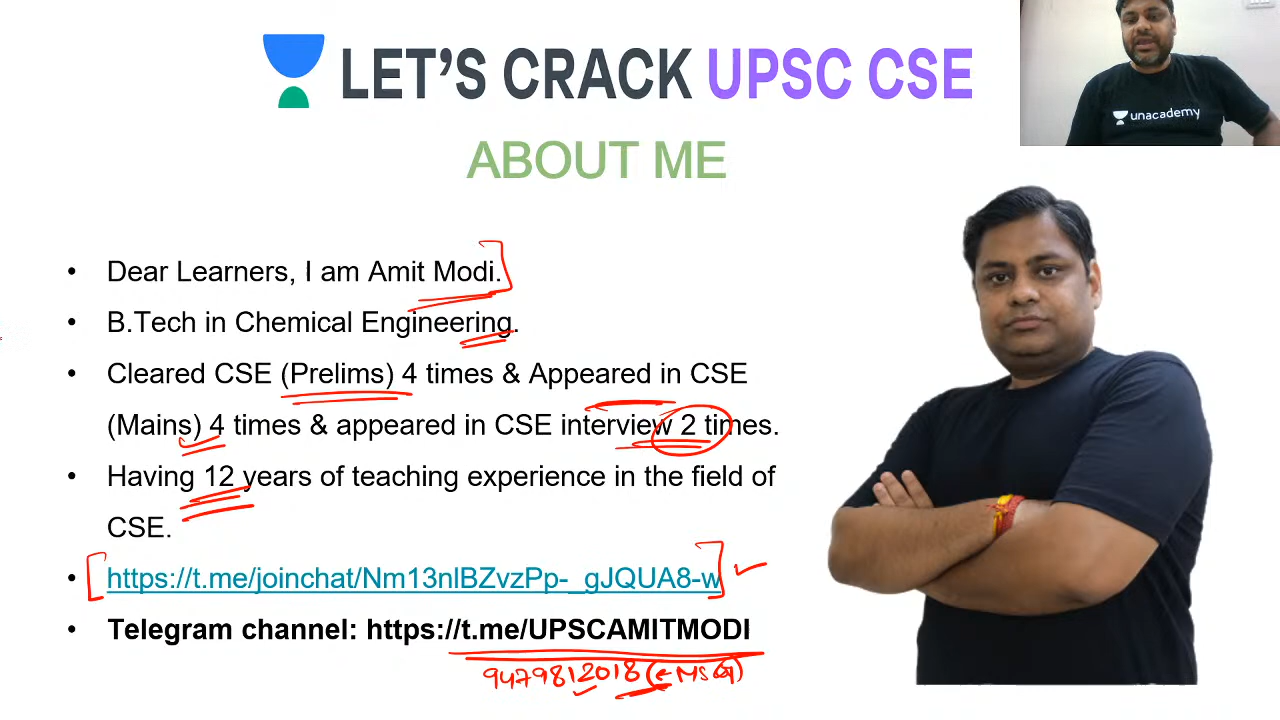 LET'S CRACK UPSC CSE
unacademy
ABOUT ME
• Dear Learners, I am Amit Modi.
• B.Tech in Chemical Engineering.
• Cleared CSE (Prelims) 4 times & Appeared in CSE
(Mains) 4 times & appeared in CSE interview 2 times.
• Having 12 years of teaching experience in the field of
CSE.
• https://t.me/joinchat/Nm13nlBZvzPp-_gJQUA8-w
• Telegram channel: https://t.me/UPSCAMITMODI
9479812018